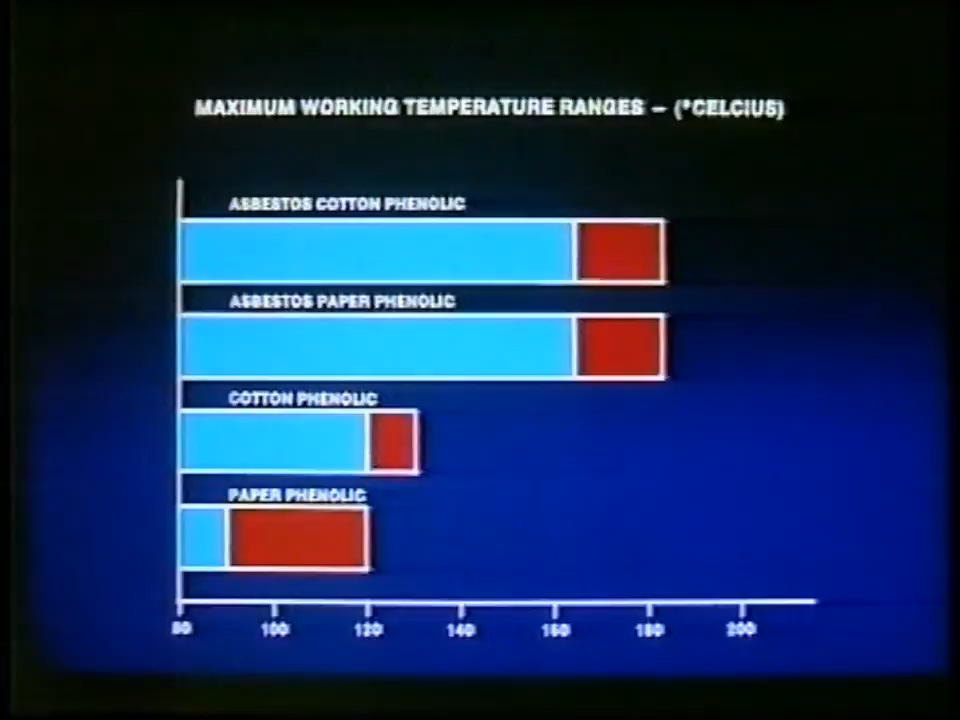 MAXIMUM WORKING TEMPERATURE RANGES – (°CELCIUS)
ASBESTOS COTTON PHENOLIC
ASBESTOS PAPER PHENOLIC
COTTON PHENOLIC
PAPER PHENOLIC
80 100 120 140 160 180 200